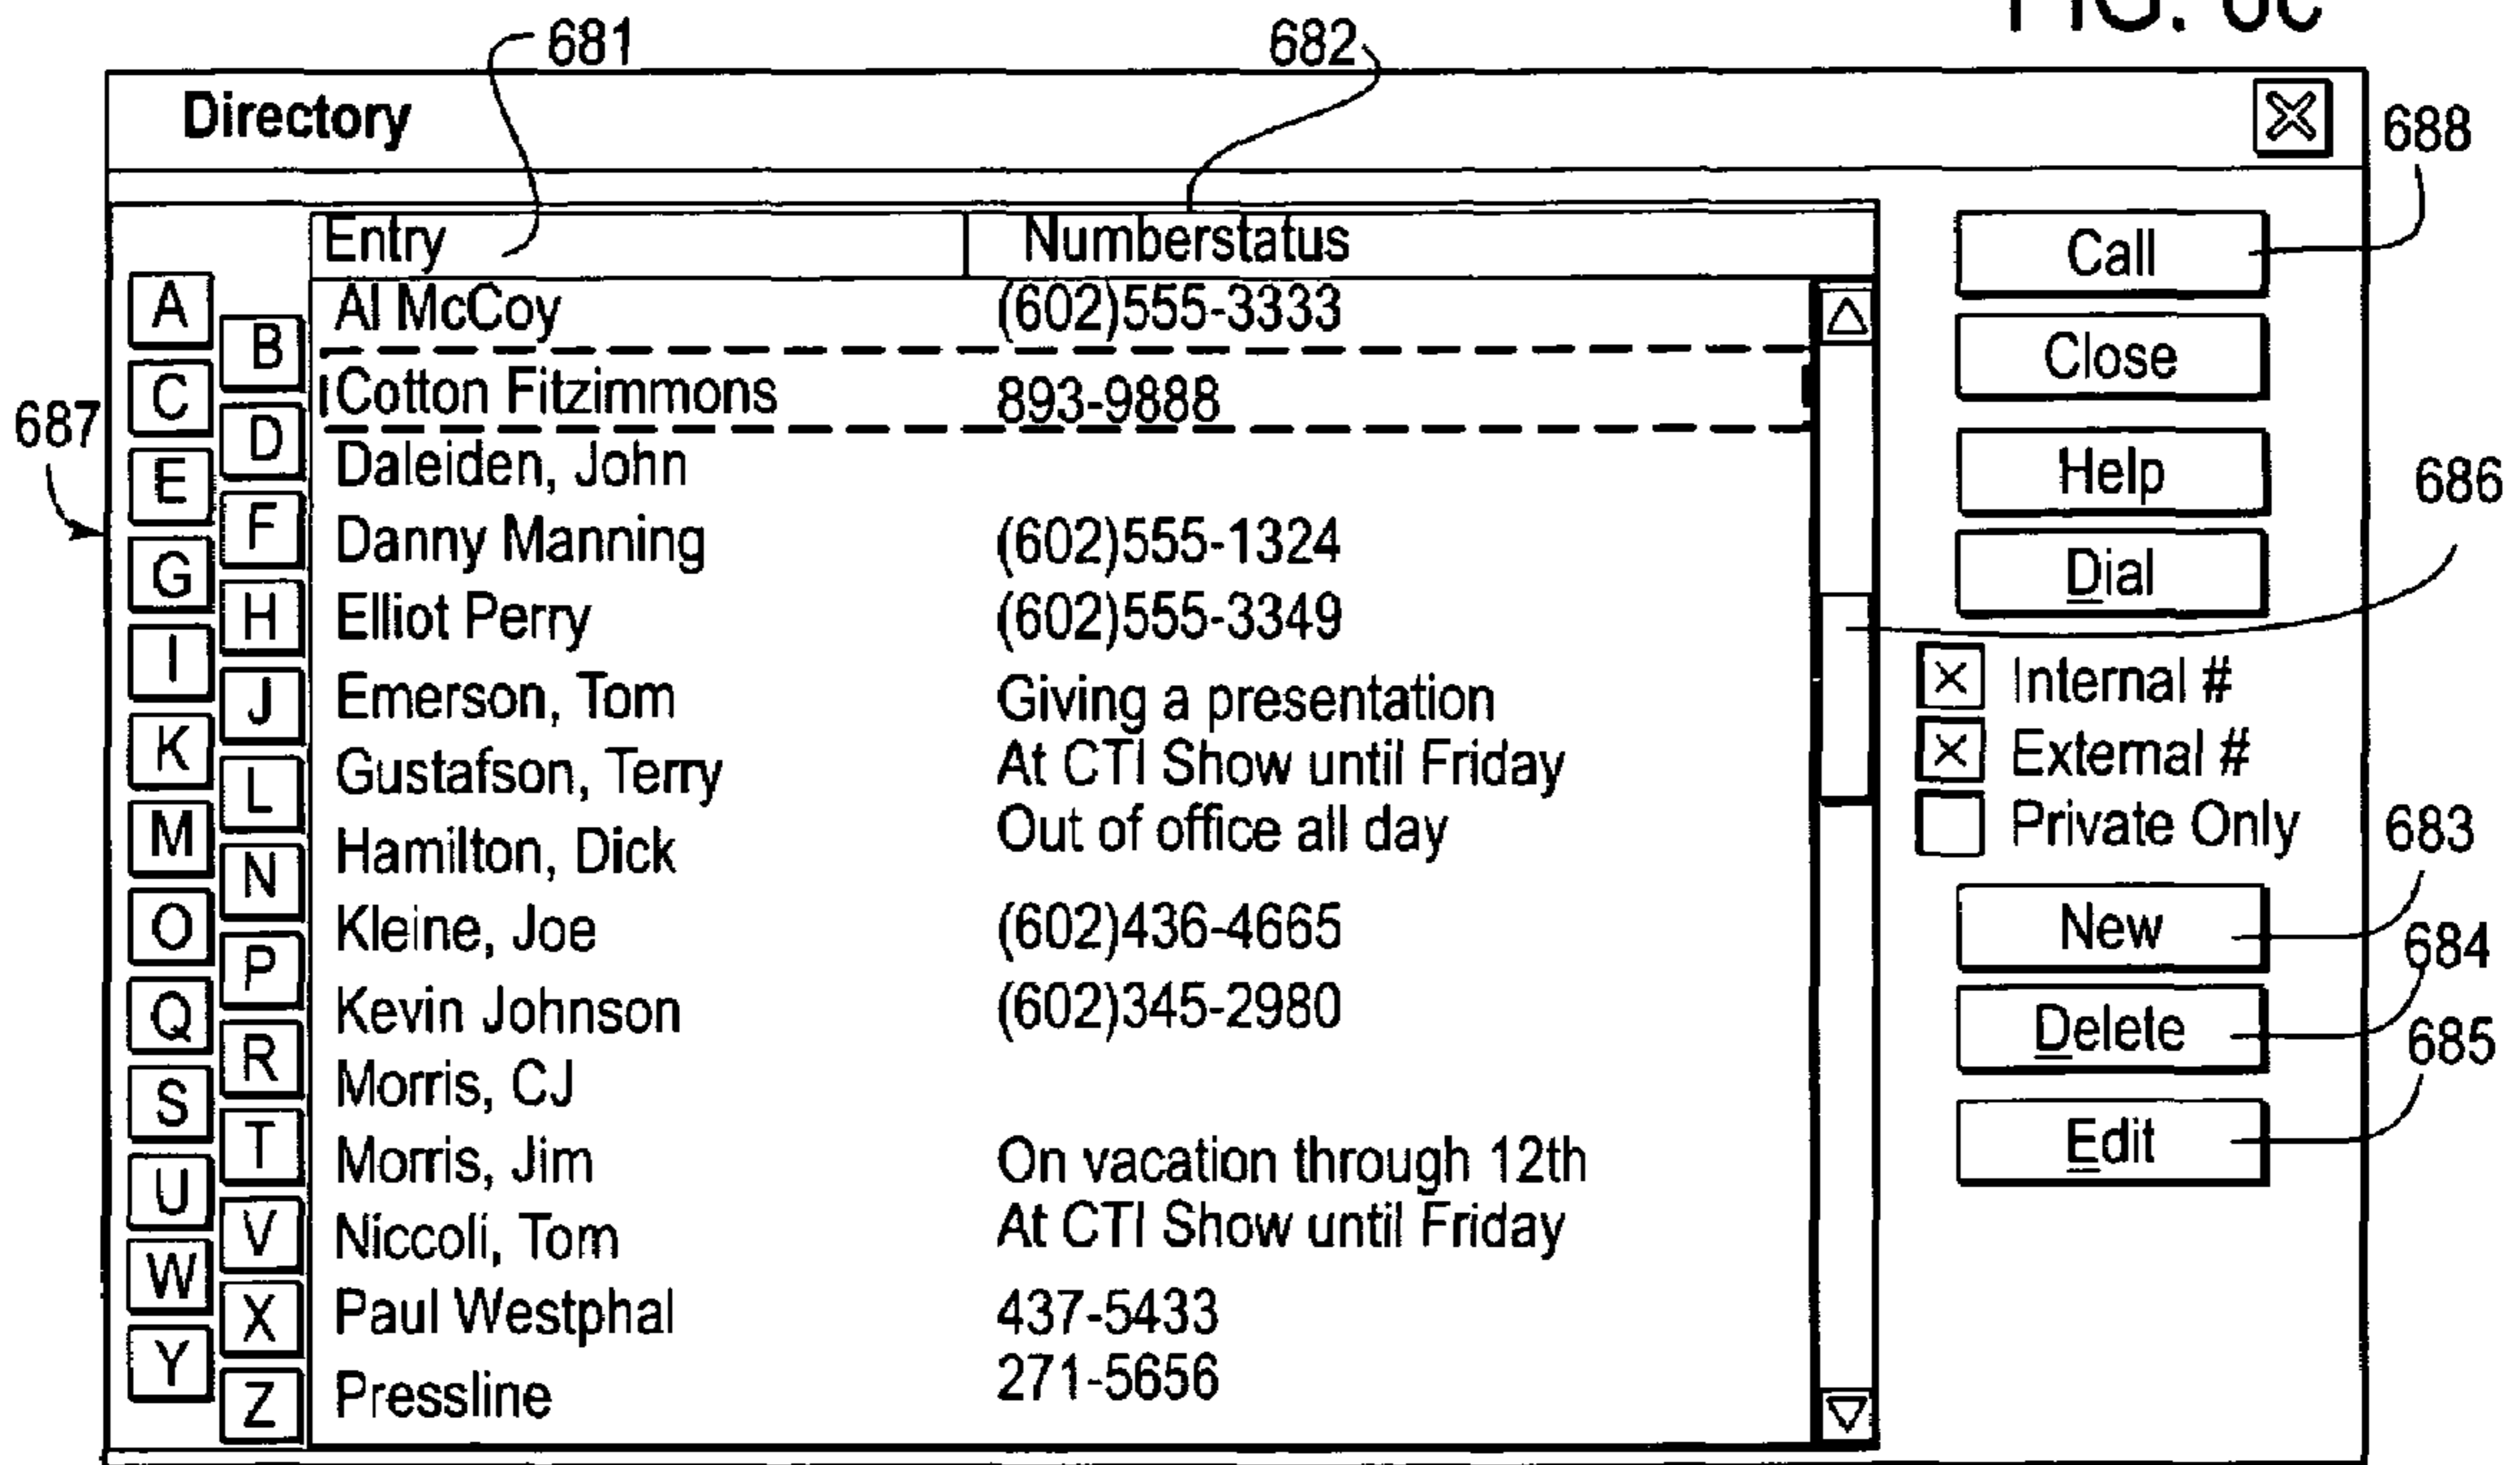 681
682
Directory
688
Entry Numberstatus
Al McCoy (602)555-3333
Cotton Fitzimmons 893-9888
Daleiden, John
Danny Manning (602)555-1324
Elliot Perry (602)555-3349
Emerson, Tom Giving a presentation
Gustafson, Terry At CTI Show until Friday
Hamilton, Dick Out of office all day
Kleine, Joe (602)436-4665
Kevin Johnson (602)345-2980
Morris, CJ
Morris, Jim On vacation through 12th
Niccoli, Tom At CTI Show until Friday
Paul Westphal 437-5433
Pressline 271-5656
687
A
B
C
D
E
F
G
H
I
J
K
L
M
N
O
P
Q
R
S
T
U
V
W
X
Y
Z
Call
Close
Help
686
Dial
Internal #
External #
Private Only
683
New
684
Delete
685
Edit